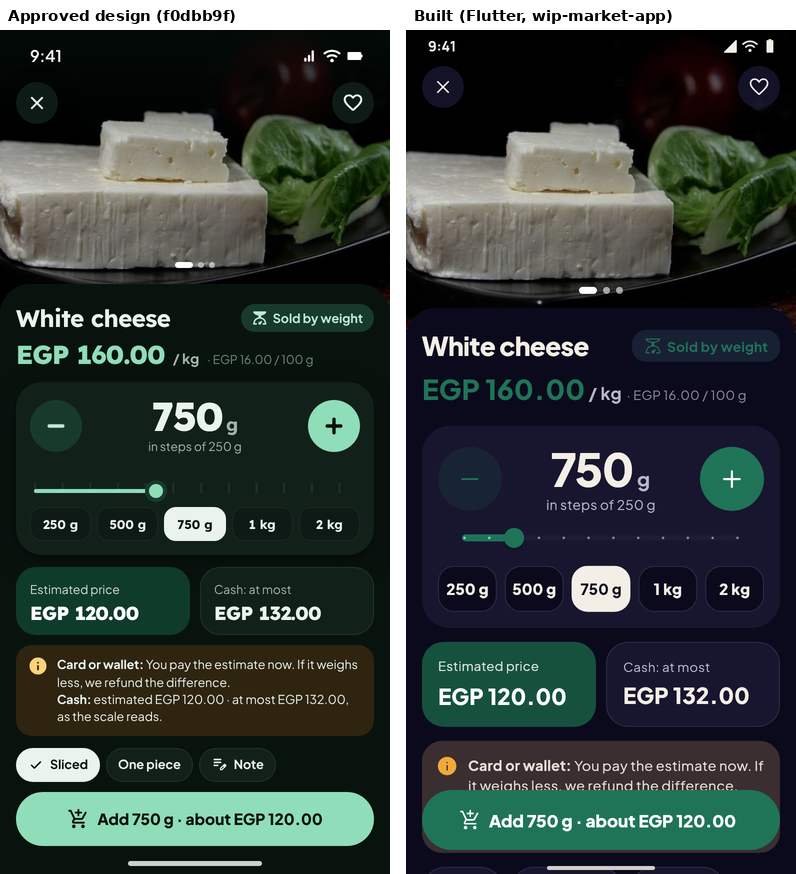 Approved design (f0dbb9f)
9:41
White cheese
Sold by weight
EGP 160.00 / kg · EGP 16.00 / 100 g
750 g
in steps of 250 g
250 g
500 g
750 g
1 kg
2 kg
Estimated price
EGP 120.00
Cash: at most
EGP 132.00
Card or wallet: You pay the estimate now. If it weighs
less, we refund the difference.
Cash: estimated EGP 120.00 · at most EGP 132.00,
as the scale reads.
Sliced
One piece
Note
Add 750 g · about EGP 120.00
Built (Flutter, wip-market-app)
9:41
White cheese
Sold by weight
EGP 160.00 / kg · EGP 16.00 / 100 g
750 g
in steps of 250 g
250 g
500 g
750 g
1 kg
2 kg
Estimated price
EGP 120.00
Cash: at most
EGP 132.00
Card or wallet: You pay the estimate now. If
it weighs less, we refund the difference.
Add 750 g · about EGP 120.00